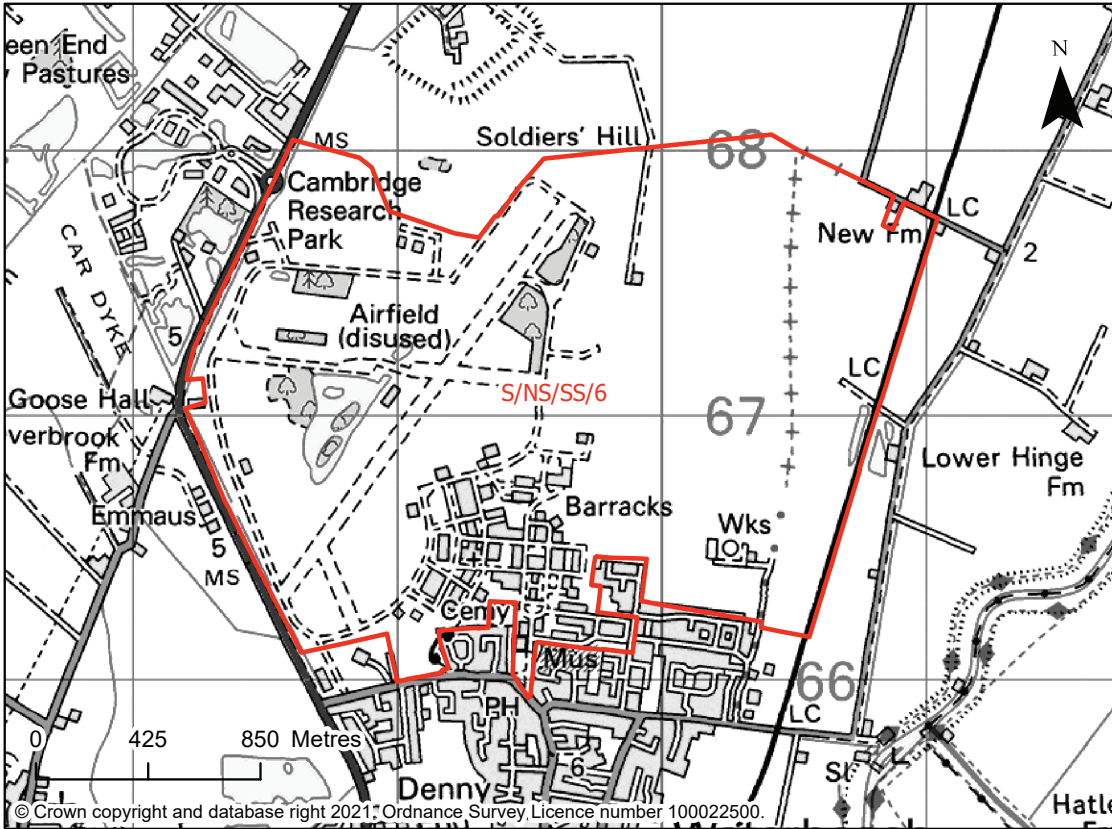 een End
Pastures
N
MS
Soldiers' Hill
68
Cambridge
Research
Park
LC
New Fm
2
CAR DYKE
5
Airfield
(disused)
LC
S/NS/SS/6
Goose Hall
67
verbrook
Fm
Lower Hinge
Fm
Emmaus
Barracks
Wks
5
MS
Cemy
Mus
66
PH
LC
0 425 850 Metres
6
Sl
L
Denny
Hatle
© Crown copyright and database right 2021, Ordnance Survey Licence number 100022500.